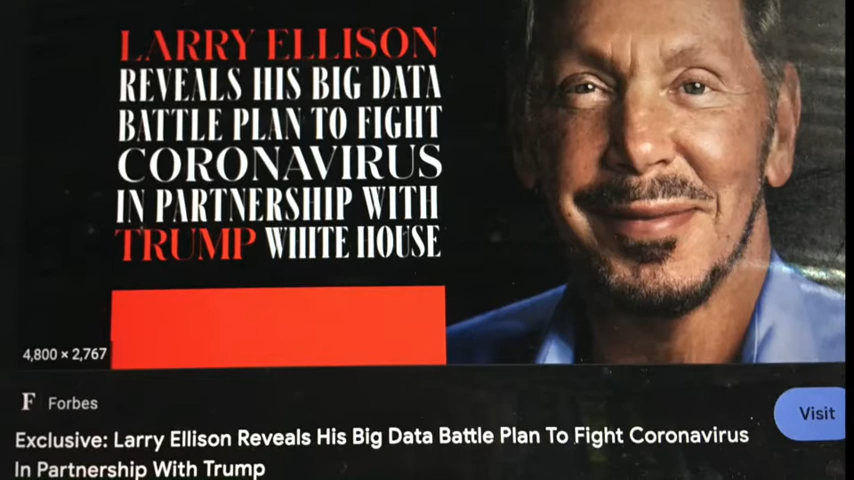 LARRY ELLISON
REVEALS HIS BIG DATA
BATTLE PLAN TO FIGHT
CORONAVIRUS
IN PARTNERSHIP WITH
TRUMP WHITE HOUSE
4,800 × 2,767
F Forbes
Visit
Exclusive: Larry Ellison Reveals His Big Data Battle Plan To Fight Coronavirus
In Partnership With Trump